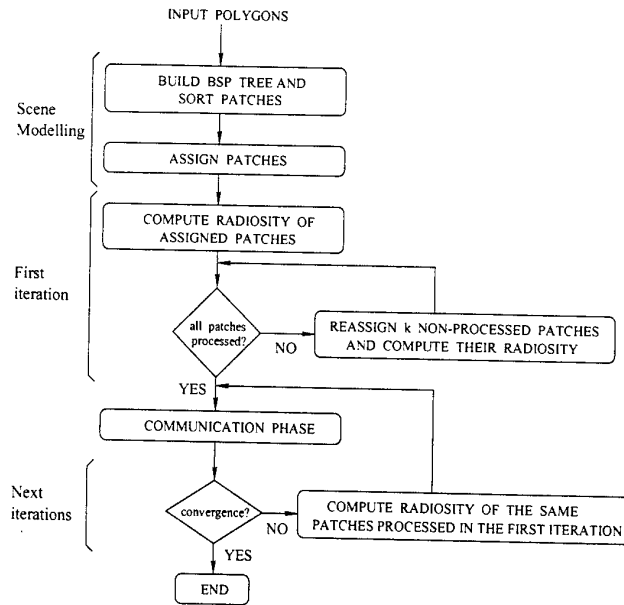 INPUT POLYGONS
BUILD BSP TREE AND
SORT PATCHES
Scene
Modelling
ASSIGN PATCHES
COMPUTE RADIOSITY OF
ASSIGNED PATCHES
First
iteration
all patches
processed?
NO
REASSIGN k NON-PROCESSED PATCHES
AND COMPUTE THEIR RADIOSITY
YES
COMMUNICATION PHASE
Next
iterations
convergence?
NO
COMPUTE RADIOSITY OF THE SAME
PATCHES PROCESSED IN THE FIRST ITERATION
YES
END